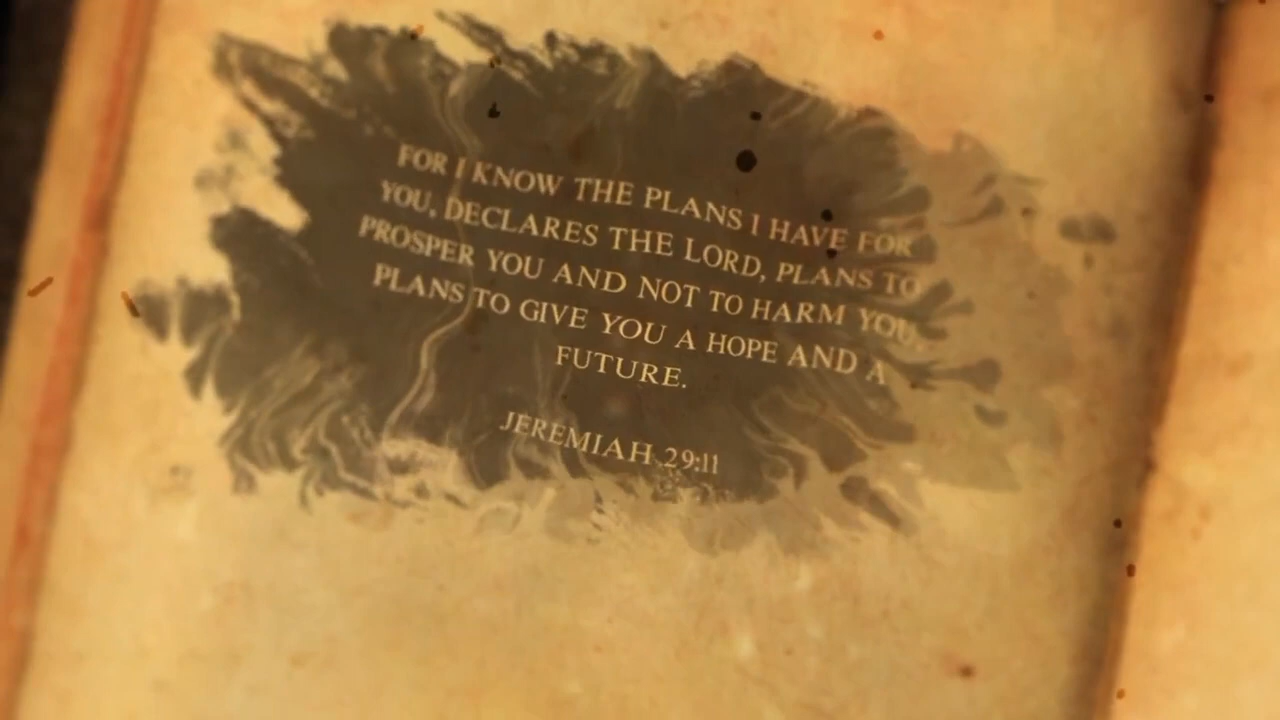 FOR I KNOW THE PLANS I HAVE FOR
YOU, DECLARES THE LORD, PLANS TO
PROSPER YOU AND NOT TO HARM YOU,
PLANS TO GIVE YOU A HOPE AND A
FUTURE.
JEREMIAH 29:11